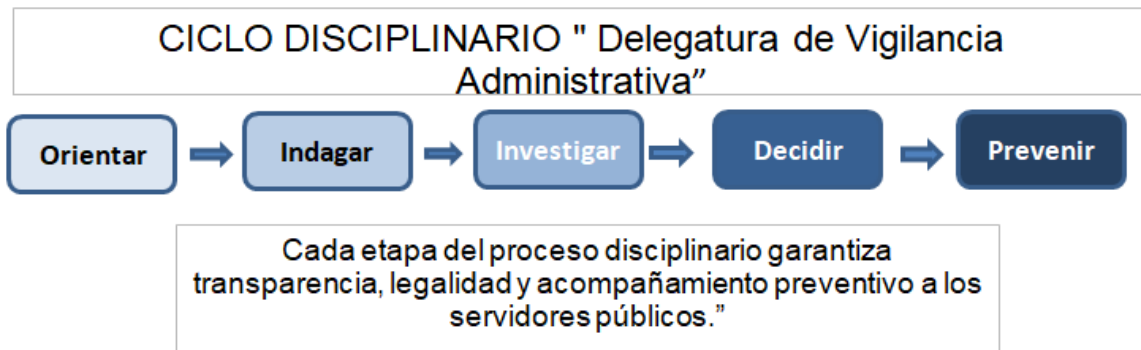 CICLO DISCIPLINARIO " Delegatura de Vigilancia
Administrativa”
Orientar
Indagar
Investigar
Decidir
Prevenir
Cada etapa del proceso disciplinario garantiza
transparencia, legalidad y acompañamiento preventivo a los
servidores públicos.”